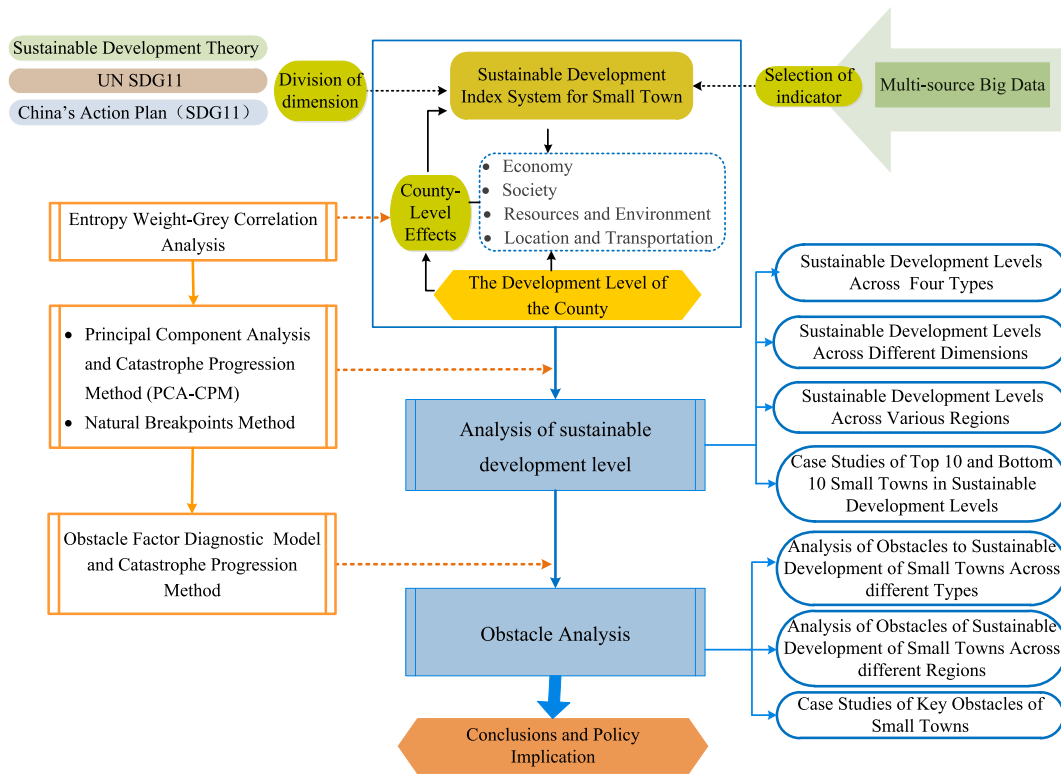 Sustainable Development Theory
UN SDG11
China's Action Plan（SDG11）
Division of
dimension
Sustainable Development
Index System for Small Town
Selection of
indicator
Multi-source Big Data
County-
Level
Effects
• Economy
• Society
• Resources and Environment
• Location and Transportation
The Development Level of
the County
Entropy Weight-Grey Correlation
Analysis
• Principal Component Analysis
and Catastrophe Progression
Method (PCA-CPM)
• Natural Breakpoints Method
Obstacle Factor Diagnostic Model
and Catastrophe Progression
Method
Analysis of sustainable
development level
Sustainable Development Levels
Across Four Types
Sustainable Development Levels
Across Different Dimensions
Sustainable Development Levels
Across Various Regions
Case Studies of Top 10 and Bottom
10 Small Towns in Sustainable
Development Levels
Obstacle Analysis
Analysis of Obstacles to Sustainable
Development of Small Towns Across
different Types
Analysis of Obstacles of Sustainable
Development of Small Towns Across
different Regions
Case Studies of Key Obstacles of
Small Towns
Conclusions and Policy
Implication